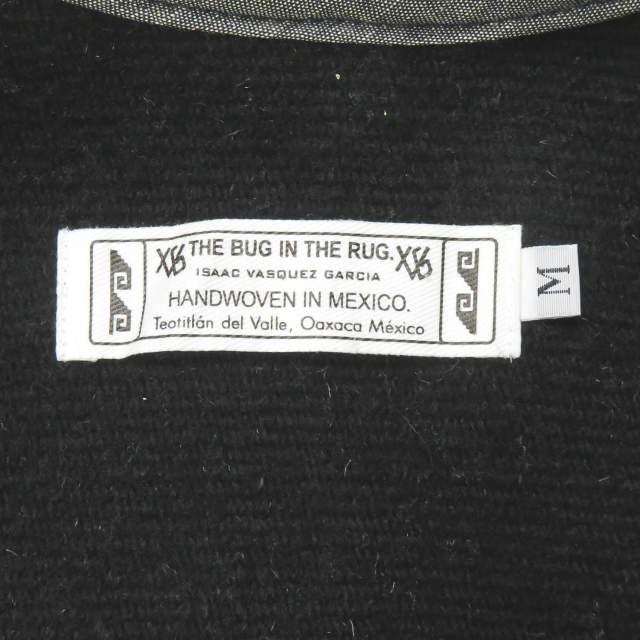 THE BUG IN THE RUG.
ISAAC VASQUEZ GARCIA
HANDWOVEN IN MEXICO.
Teotitlán del Valle, Oaxaca México
M